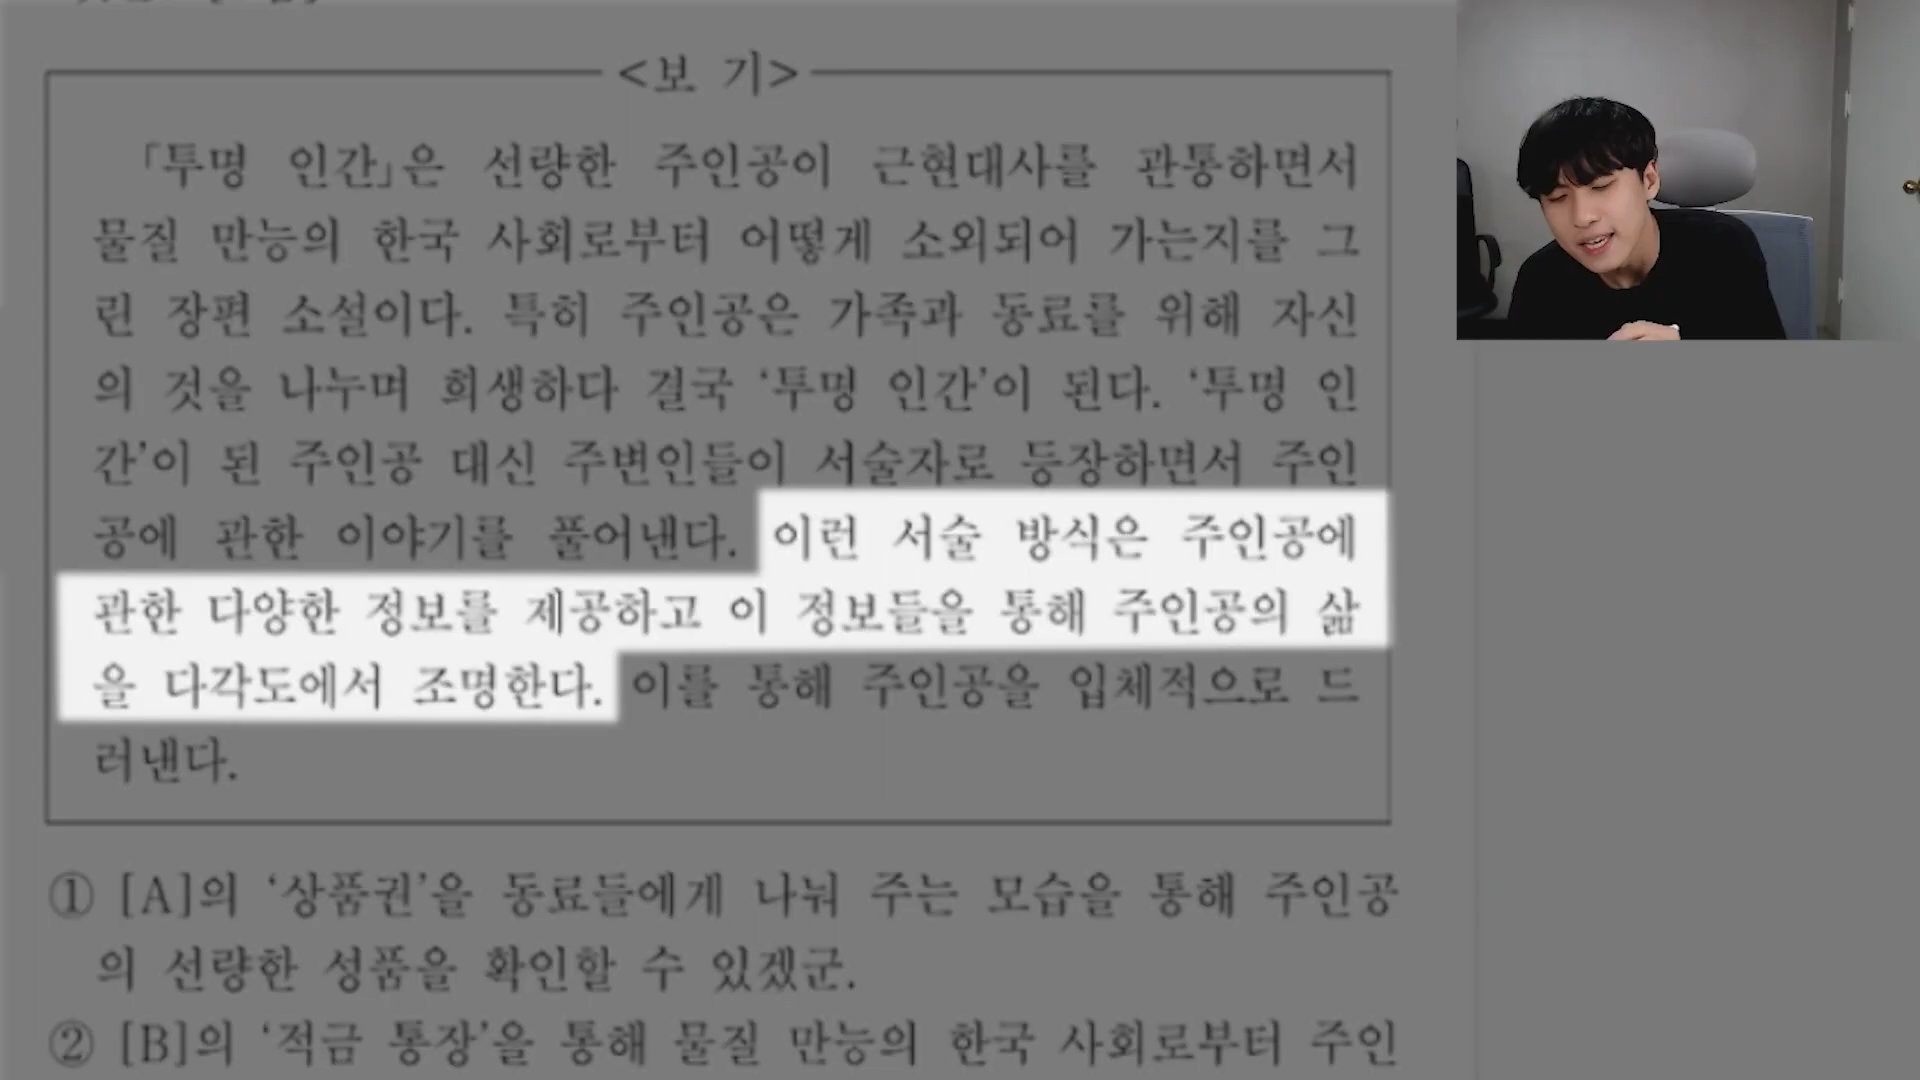 <보 기>
「투명 인간」은 선량한 주인공이 근현대사를 관통하면서
물질 만능의 한국 사회로부터 어떻게 소외되어 가는지를 그
린 장편 소설이다. 특히 주인공은 가족과 동료를 위해 자신
의 것을 나누며 희생하다 결국 ‘투명 인간’이 된다. ‘투명 인
간’이 된 주인공 대신 주변인들이 서술자로 등장하면서 주인
공에 관한 이야기를 풀어낸다. 이런 서술 방식은 주인공에
관한 다양한 정보를 제공하고 이 정보들을 통해 주인공의 삶
을 다각도에서 조명한다. 이를 통해 주인공을 입체적으로 드
러낸다.
① [A]의 ‘상품권’을 동료들에게 나눠 주는 모습을 통해 주인공
의 선량한 성품을 확인할 수 있겠군.
② [B]의 ‘적금 통장’을 통해 물질 만능의 한국 사회로부터 주인